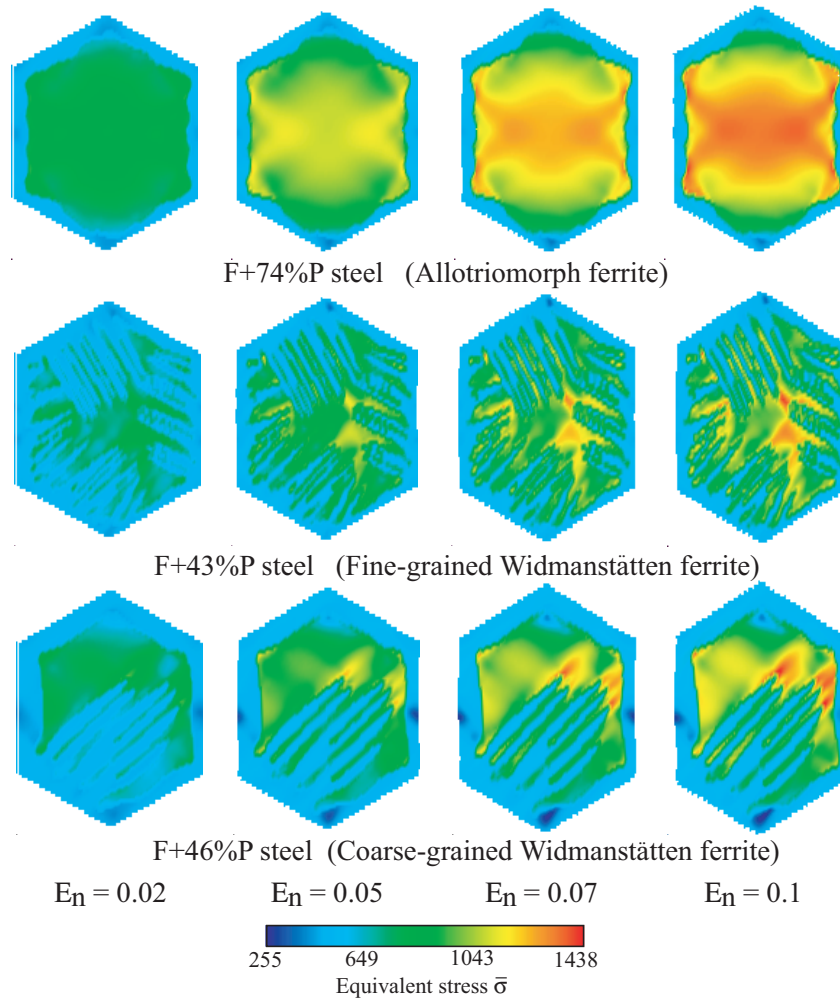 F+74%P steel (Allotriomorph ferrite)
F+43%P steel (Fine-grained Widmanstätten ferrite)
F+46%P steel (Coarse-grained Widmanstätten ferrite)
En = 0.02 En = 0.05 En = 0.07 En = 0.1
255 649 1043 1438
Equivalent stress σ̄